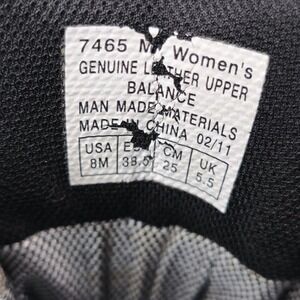 7465 M Women's
GENUINE LEATHER UPPER
BALANCE
MAN MADE MATERIALS
MADE IN CHINA 02/11
USA EU CM UK
8M 38.5 25 5.5